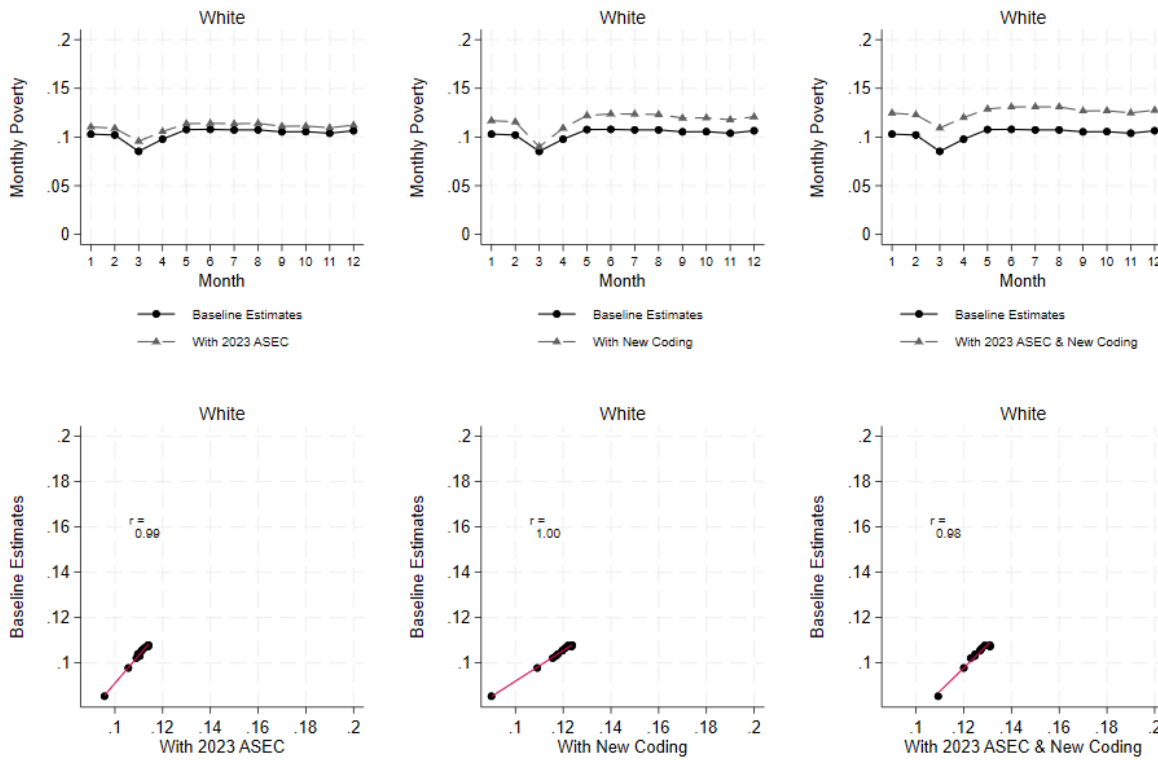 White
.2
.15
.1
.05
0
Monthly Poverty
1 2 3 4 5 6 7 8 9 10 11 12
Month
Baseline Estimates
With 2023 ASEC
White
.2
.15
.1
.05
0
Monthly Poverty
1 2 3 4 5 6 7 8 9 10 11 12
Month
Baseline Estimates
With New Coding
White
.2
.15
.1
.05
0
Monthly Poverty
1 2 3 4 5 6 7 8 9 10 11 12
Month
Baseline Estimates
With 2023 ASEC & New Coding
White
.2
.18
.16
.14
.12
.1
Baseline Estimates
r =
0.99
.1 .12 .14 .16 .18 .2
With 2023 ASEC
White
.2
.18
.16
.14
.12
.1
Baseline Estimates
r =
1.00
.1 .12 .14 .16 .18 .2
With New Coding
White
.2
.18
.16
.14
.12
.1
Baseline Estimates
r =
0.98
.1 .12 .14 .16 .18 .2
With 2023 ASEC & New Coding